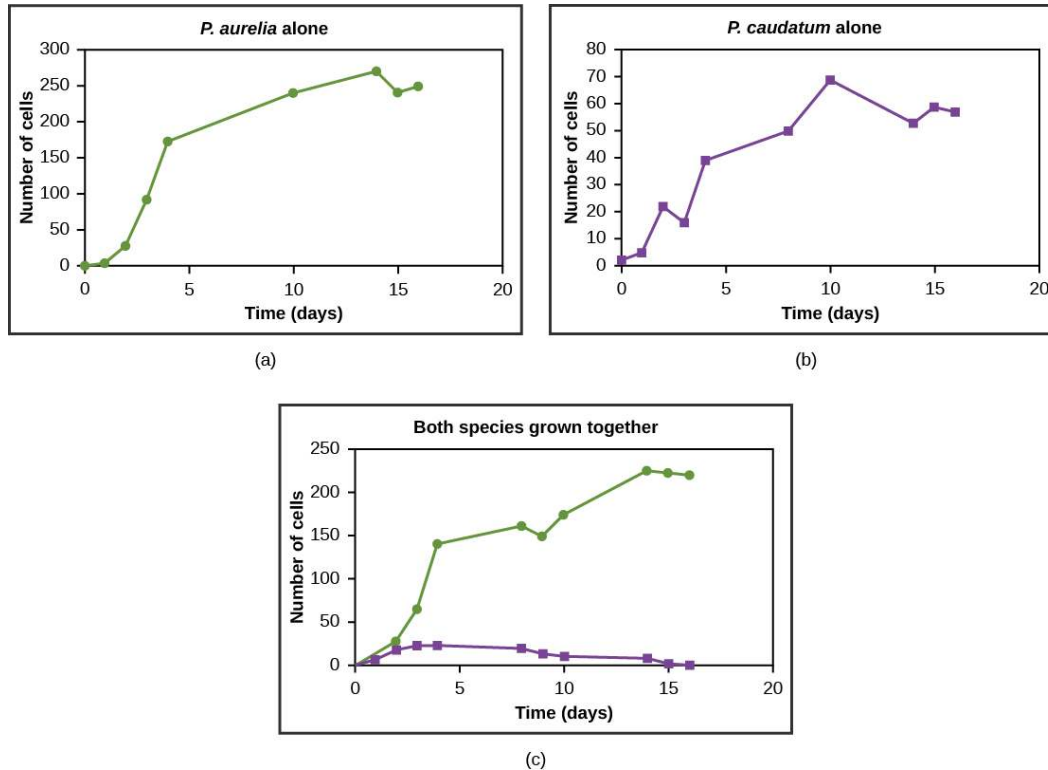 P. aurelia alone
300
250
200
150
100
50
0
Number of cells
0 5 10 15 20
Time (days)
(a)
P. caudatum alone
80
70
60
50
40
30
20
10
0
Number of cells
0 5 10 15 20
Time (days)
(b)
Both species grown together
250
200
150
100
50
0
Number of cells
0 5 10 15 20
Time (days)
(c)